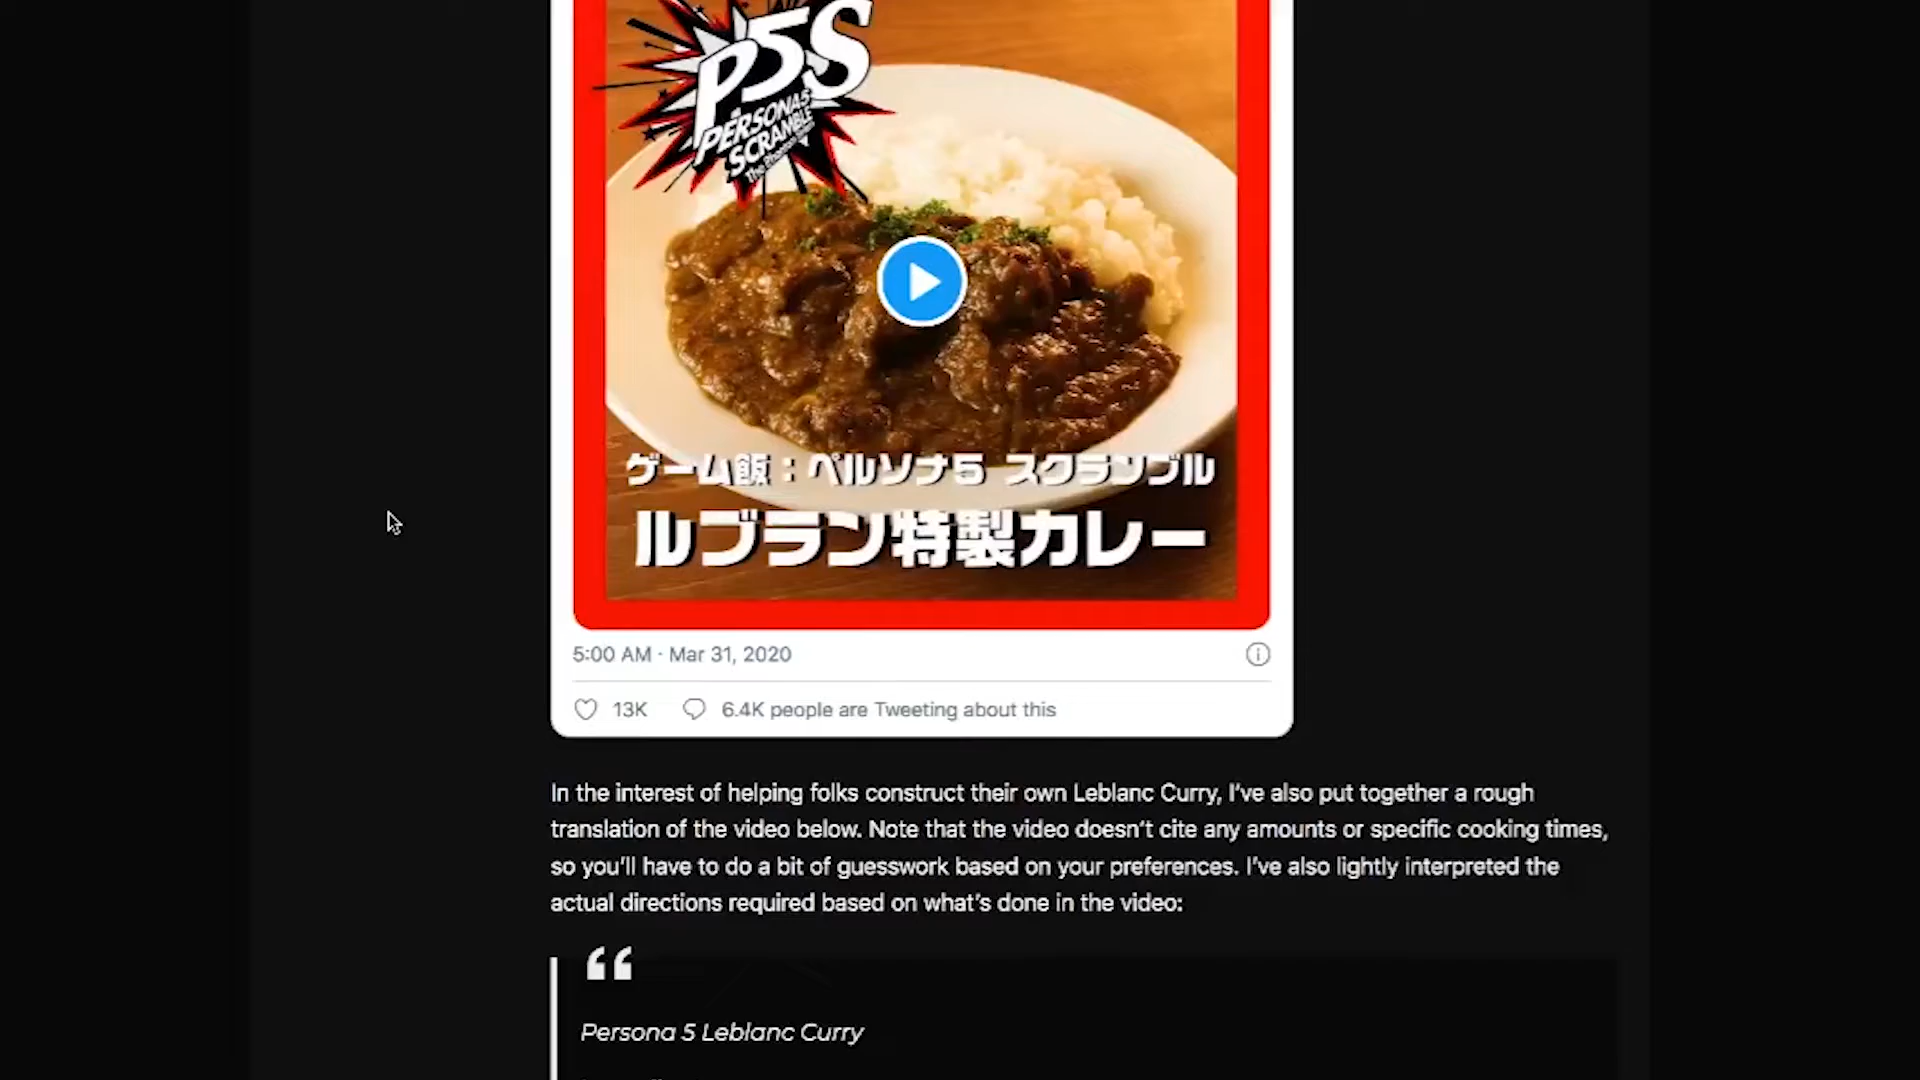 P5S
PERSONA5
SCRAMBLE
ゲーム飯：ペルソナ5 スクランブル
ルブラン特製カレー
5:00 AM · Mar 31, 2020
13K
6.4K people are Tweeting about this
In the interest of helping folks construct their own Leblanc Curry, I've also put together a rough
translation of the video below. Note that the video doesn't cite any amounts or specific cooking times,
so you'll have to do a bit of guesswork based on your preferences. I've also lightly interpreted the
actual directions required based on what's done in the video:
“
Persona 5 Leblanc Curry